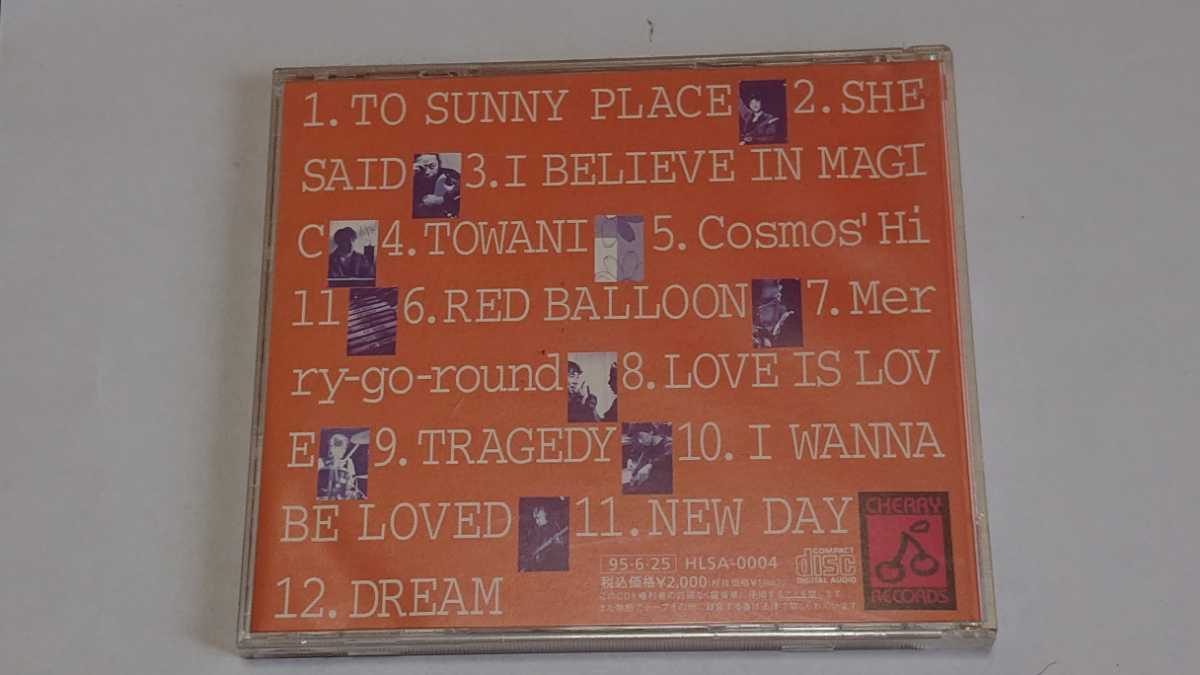 1.TO SUNNY PLACE 2.SHE
SAID 3.I BELIEVE IN MAGI
C 4.TOWANI 5.Cosmos'Hi
ll 6.RED BALLOON 7.Mer
ry-go-round 8.LOVE IS LOV
E 9.TRAGEDY 10.I WANNA
BE LOVED 11.NEW DAY
12.DREAM
95・6・25 HLSA-0004
税込価格¥2,000
COMPACT
disc
DIGITAL AUDIO
CHERRY
RECORDS